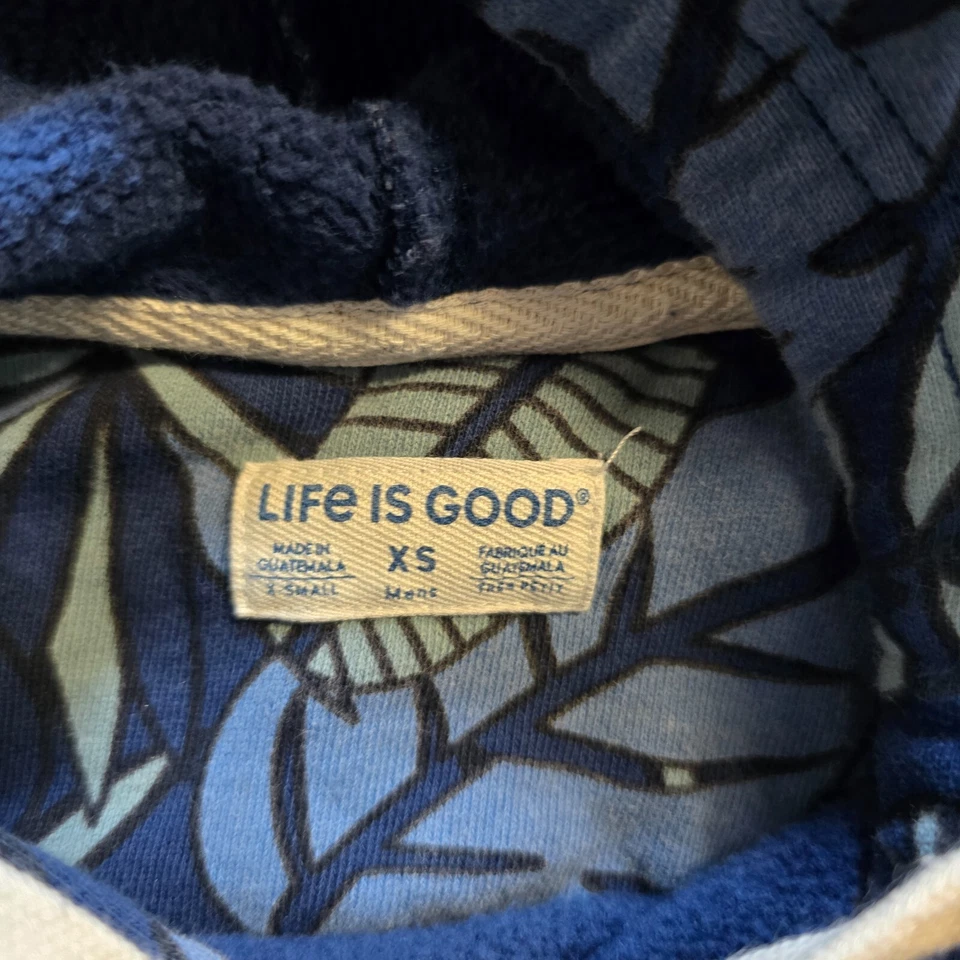 LIFe IS GOOD®
MADE IN
GUATEMALA
X SMALL
XS
Mens
FABRIQUÉ AU
GUATEMALA
TRÈS PETIT